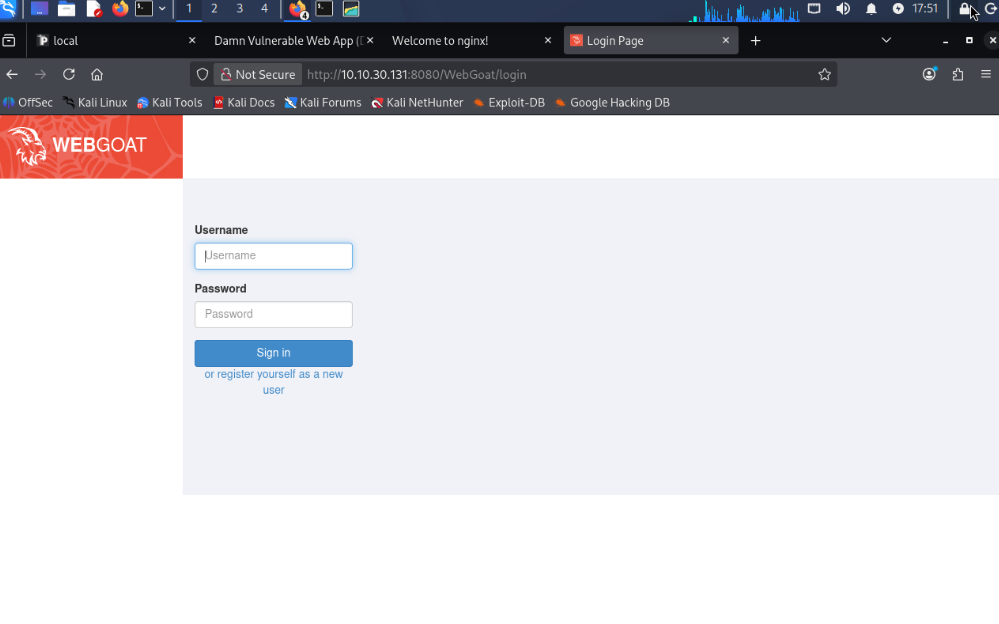 1 2 3 4 4 17:51
local Damn Vulnerable Web App (D Welcome to nginx! Login Page
Not Secure http://10.10.30.131:8080/WebGoat/login
OffSec Kali Linux Kali Tools Kali Docs Kali Forums Kali NetHunter Exploit-DB Google Hacking DB
WEBGOAT
Username
Username
Password
Password
Sign in
or register yourself as a new
user